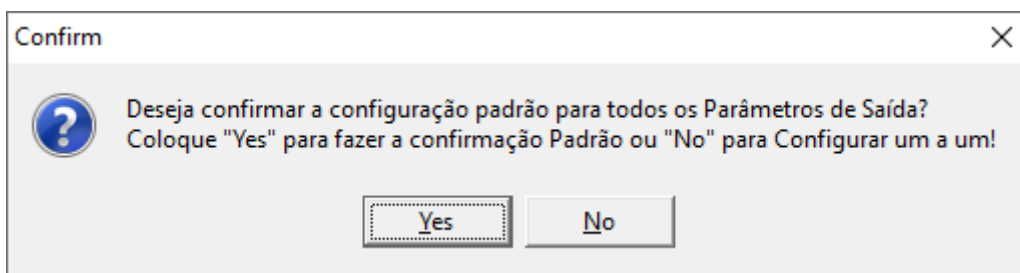 Confirm
Deseja confirmar a configuração padrão para todos os Parâmetros de Saída?
Coloque "Yes" para fazer a confirmação Padrão ou "No" para Configurar um a um!
Yes No